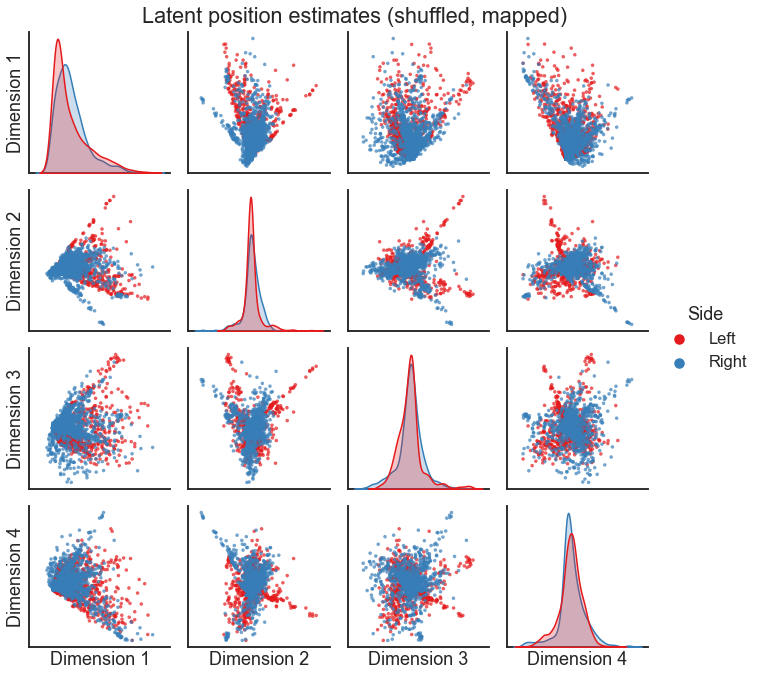 Latent position estimates (shuffled, mapped)
Dimension 1
Dimension 2
Dimension 3
Dimension 4
Side
Left
Right
Dimension 1
Dimension 2
Dimension 3
Dimension 4